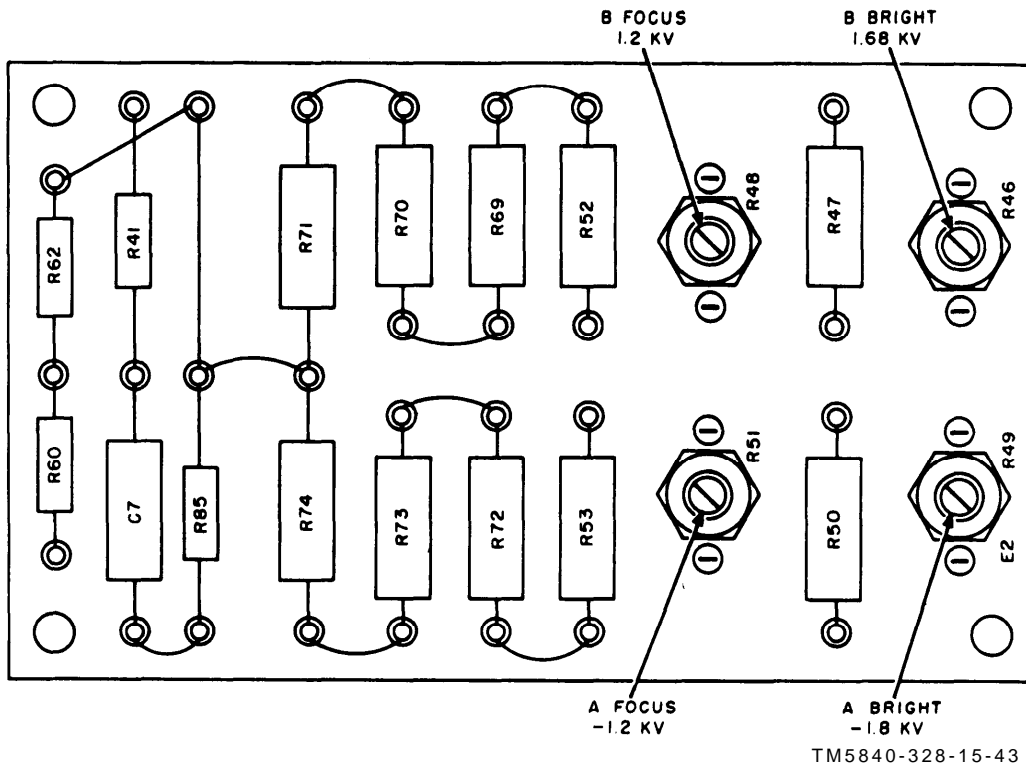 B FOCUS
1.2 KV
B BRIGHT
1.68 KV
R62
R41
R71
R70
R69
R52
R48
R47
R46
R60
C7
R85
R74
R73
R72
R53
R51
R50
R49
E2
A FOCUS
-1.2 KV
A BRIGHT
-1.8 KV
TM5840-328-15-43